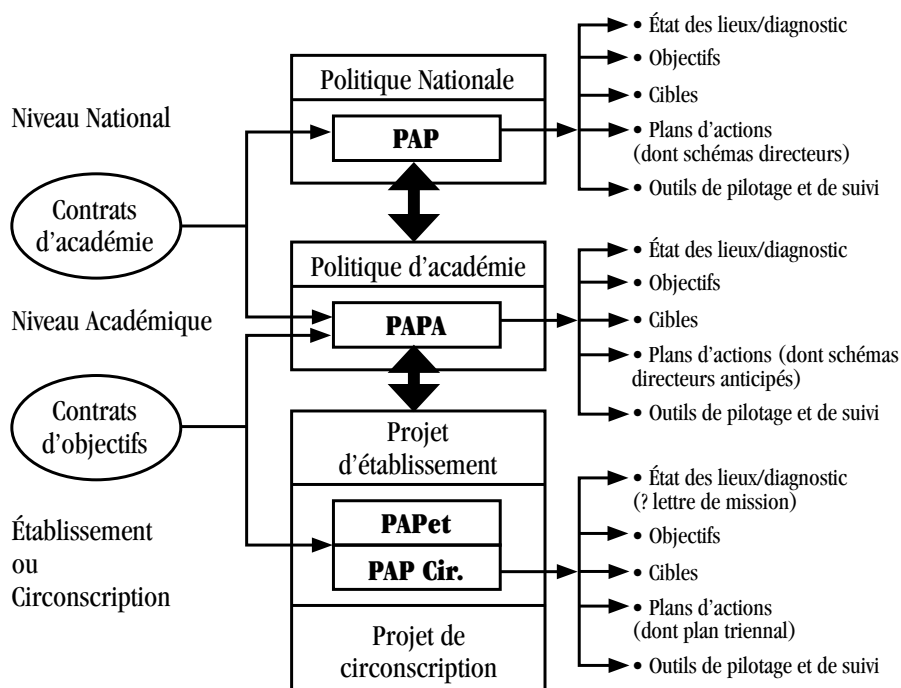 Niveau National
Contrats
d'académie
Niveau Académique
Contrats
d'objectifs
Établissement
ou
Circonscription
Politique Nationale
PAP
Politique d'académie
PAPA
Projet
d'établissement
PAPet
PAP Cir.
Projet de
circonscription
• État des lieux/diagnostic
• Objectifs
• Cibles
• Plans d'actions
(dont schémas directeurs)
• Outils de pilotage et de suivi
• État des lieux/diagnostic
• Objectifs
• Cibles
• Plans d'actions (dont schémas
directeurs anticipés)
• Outils de pilotage et de suivi
• État des lieux/diagnostic
(? lettre de mission)
• Objectifs
• Cibles
• Plans d'actions
(dont plan triennal)
• Outils de pilotage et de suivi